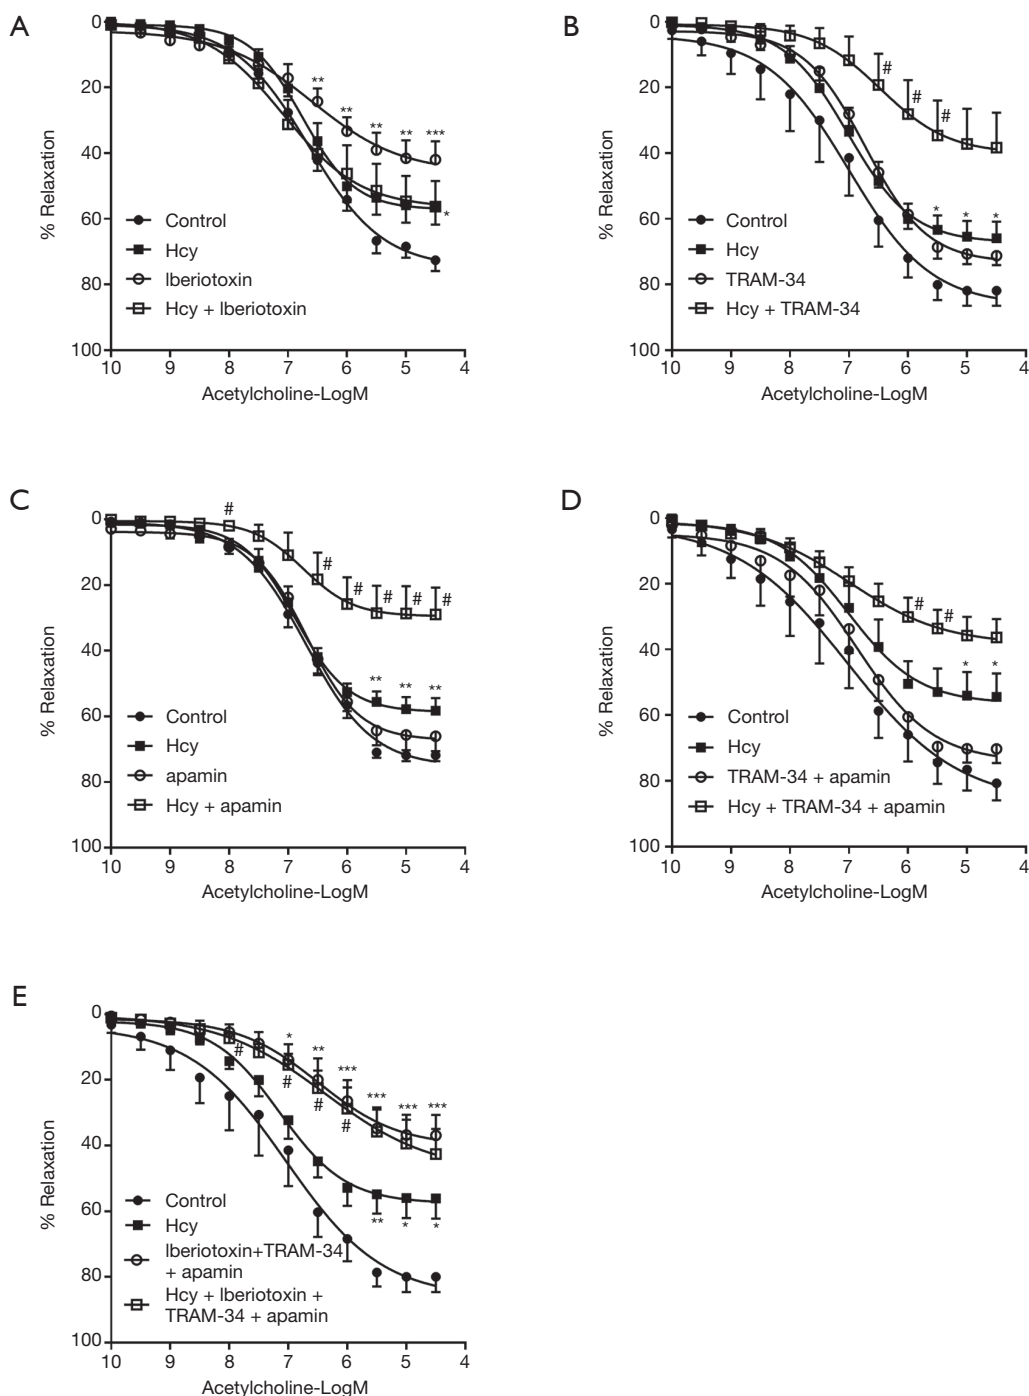 A
0
20
40
60
80
100
% Relaxation
** ** ** ** ***
*
Control
Hcy
Iberiotoxin
Hcy + Iberiotoxin
10 9 8 7 6 5 4
Acetylcholine-LogM
B
0
20
40
60
80
100
% Relaxation
# # #
* * *
Control
Hcy
TRAM-34
Hcy + TRAM-34
10 9 8 7 6 5 4
Acetylcholine-LogM
C
0
20
40
60
80
100
% Relaxation
# # # # # #
** ** **
Control
Hcy
apamin
Hcy + apamin
10 9 8 7 6 5 4
Acetylcholine-LogM
D
0
20
40
60
80
100
% Relaxation
# #
* *
Control
Hcy
TRAM-34 + apamin
Hcy + TRAM-34 + apamin
10 9 8 7 6 5 4
Acetylcholine-LogM
E
0
20
40
60
80
100
% Relaxation
* ** *** *** *** ***
# # # #
** * *
Control
Hcy
Iberiotoxin+TRAM-34
+ apamin
Hcy + Iberiotoxin +
TRAM-34 + apamin
10 9 8 7 6 5 4
Acetylcholine-LogM